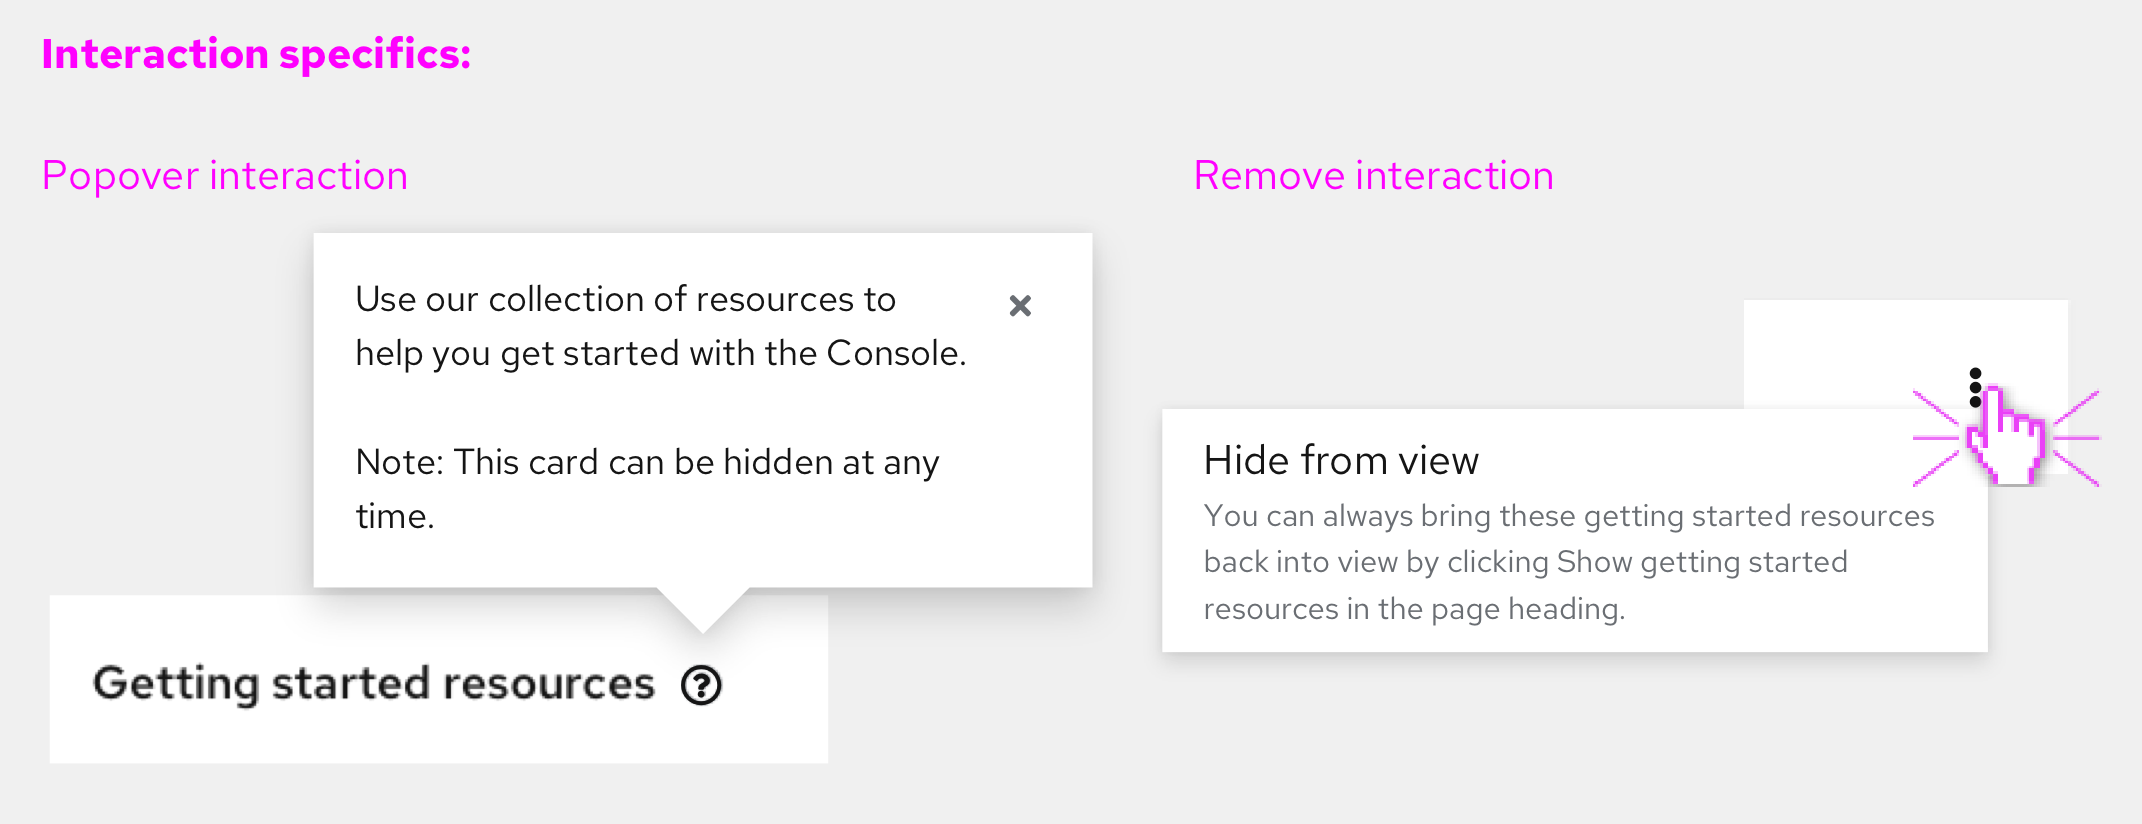 Interaction specifics:
Popover interaction
Use our collection of resources to
help you get started with the Console.
Note: This card can be hidden at any
time.
Getting started resources
Remove interaction
Hide from view
You can always bring these getting started resources
back into view by clicking Show getting started
resources in the page heading.